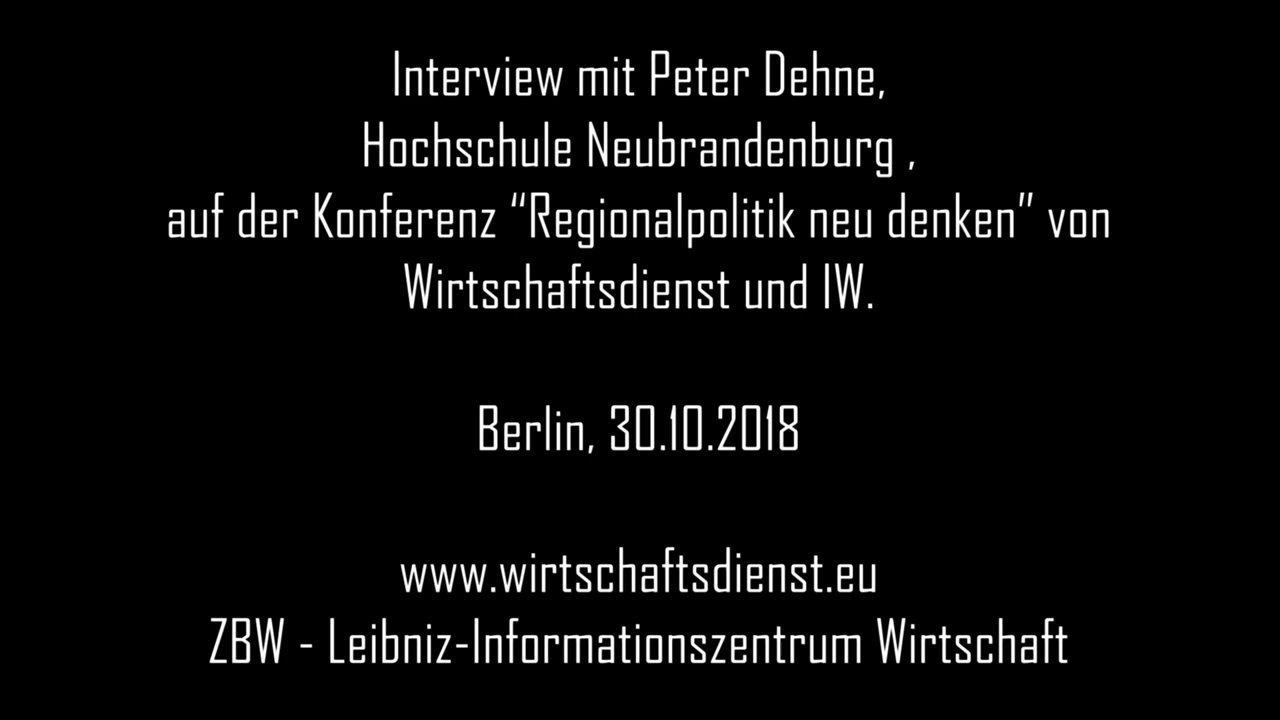 Interview mit Peter Dehne,
Hochschule Neubrandenburg ,
auf der Konferenz “Regionalpolitik neu denken” von
Wirtschaftsdienst und IW.
Berlin, 30.10.2018
www.wirtschaftsdienst.eu
ZBW - Leibniz-Informationszentrum Wirtschaft